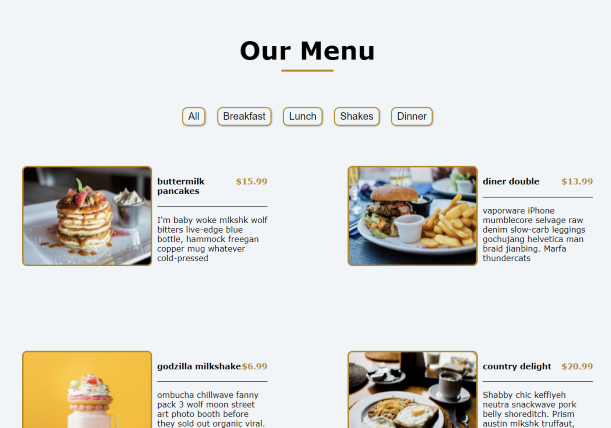 Our Menu
All Breakfast Lunch Shakes Dinner
buttermilk pancakes $15.99
I'm baby woke mlkshk wolf
bitters live-edge blue
bottle, hammock freegan
copper mug whatever
cold-pressed
diner double $13.99
vaporware iPhone
mumblecore selvage raw
denim slow-carb leggings
gochujang helvetica man
braid jianbing. Marfa
thundercats
godzilla milkshake $6.99
ombucha chillwave fanny
pack 3 wolf moon street
art photo booth before
they sold out organic viral.
country delight $20.99
Shabby chic keffiyeh
neutra snackwave pork
belly shoreditch. Prism
austin mlkshk truffaut,